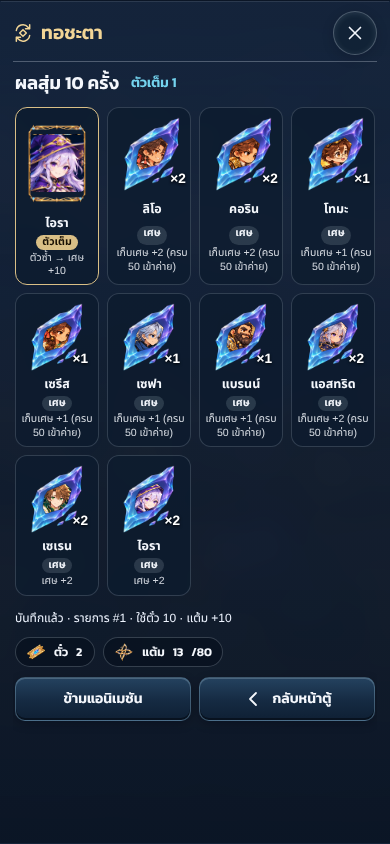 ทอชะตา
ผลสุ่ม 10 ครั้ง ตัวเต็ม 1
ไอรา
ตัวเต็ม
ตัวซ้ำ → เศษ
+10
×2
ลิโอ
เศษ
เก็บเศษ +2 (ครบ
50 เข้าค่าย)
×2
คอริน
เศษ
เก็บเศษ +2 (ครบ
50 เข้าค่าย)
×1
โทมะ
เศษ
เก็บเศษ +1 (ครบ
50 เข้าค่าย)
×1
เซรีส
เศษ
เก็บเศษ +1 (ครบ
50 เข้าค่าย)
×1
เซฟา
เศษ
เก็บเศษ +1 (ครบ
50 เข้าค่าย)
×1
แบรนน์
เศษ
เก็บเศษ +1 (ครบ
50 เข้าค่าย)
×2
แอสทริด
เศษ
เก็บเศษ +2 (ครบ
50 เข้าค่าย)
×2
เซเรน
เศษ
เศษ +2
×2
ไอรา
เศษ
เศษ +2
บันทึกแล้ว · รายการ #1 · ใช้ตั๋ว 10 · แต้ม +10
ตั๋ว 2
แต้ม 13 /80
ข้ามแอนิเมชัน
กลับหน้าตู้